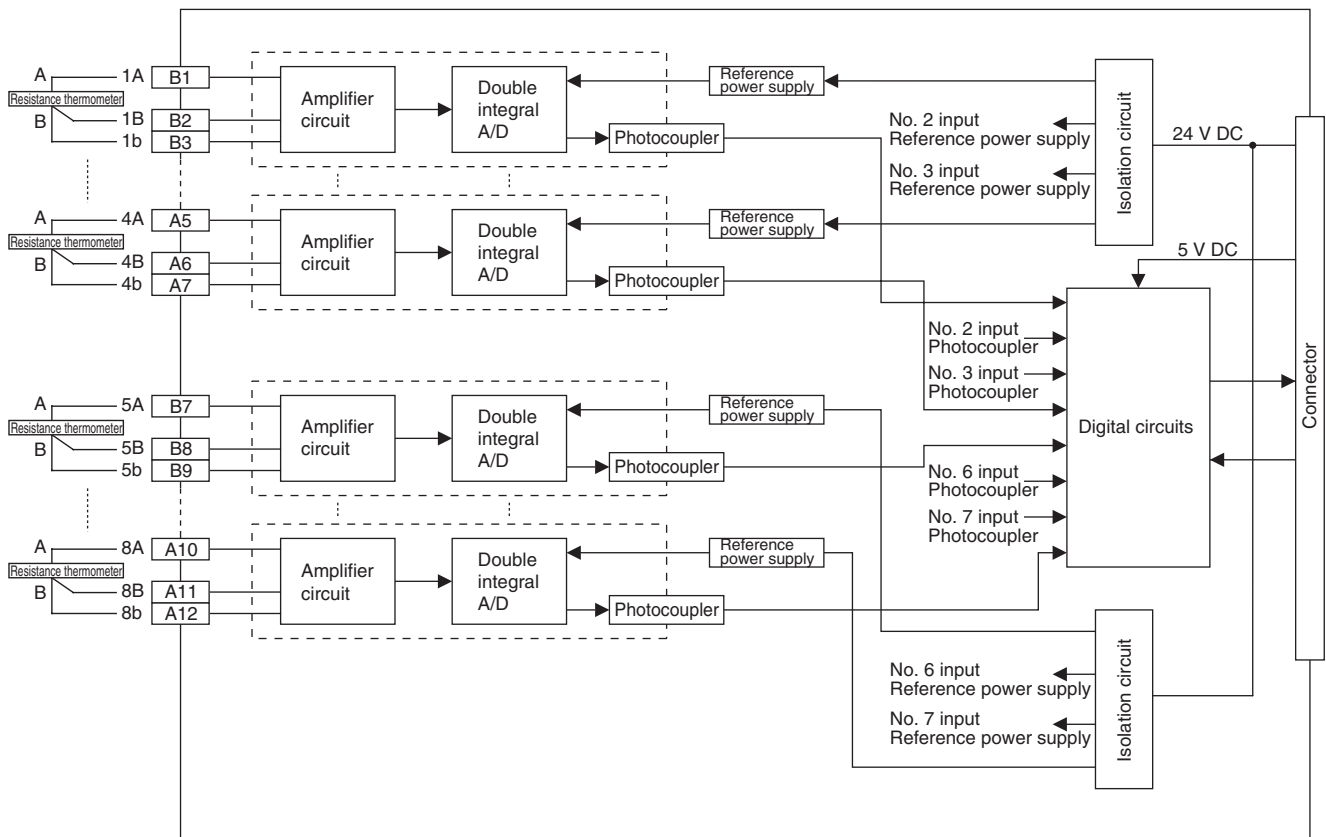 A
1A
B1
Resistance thermometer
B
1B
B2
1b
B3
Amplifier
circuit
Double
integral
A/D
Photocoupler
Reference
power supply
No. 2 input
Reference power supply
No. 3 input
Reference power supply
Isolation circuit
24 V DC
A
4A
A5
Resistance thermometer
B
4B
A6
4b
A7
Amplifier
circuit
Double
integral
A/D
Photocoupler
Reference
power supply
5 V DC
No. 2 input
Photocoupler
No. 3 input
Photocoupler
Digital circuits
Connector
A
5A
B7
Resistance thermometer
B
5B
B8
5b
B9
Amplifier
circuit
Double
integral
A/D
Photocoupler
Reference
power supply
No. 6 input
Photocoupler
No. 7 input
Photocoupler
A
8A
A10
Resistance thermometer
B
8B
A11
8b
A12
Amplifier
circuit
Double
integral
A/D
Photocoupler
Reference
power supply
No. 6 input
Reference power supply
No. 7 input
Reference power supply
Isolation circuit